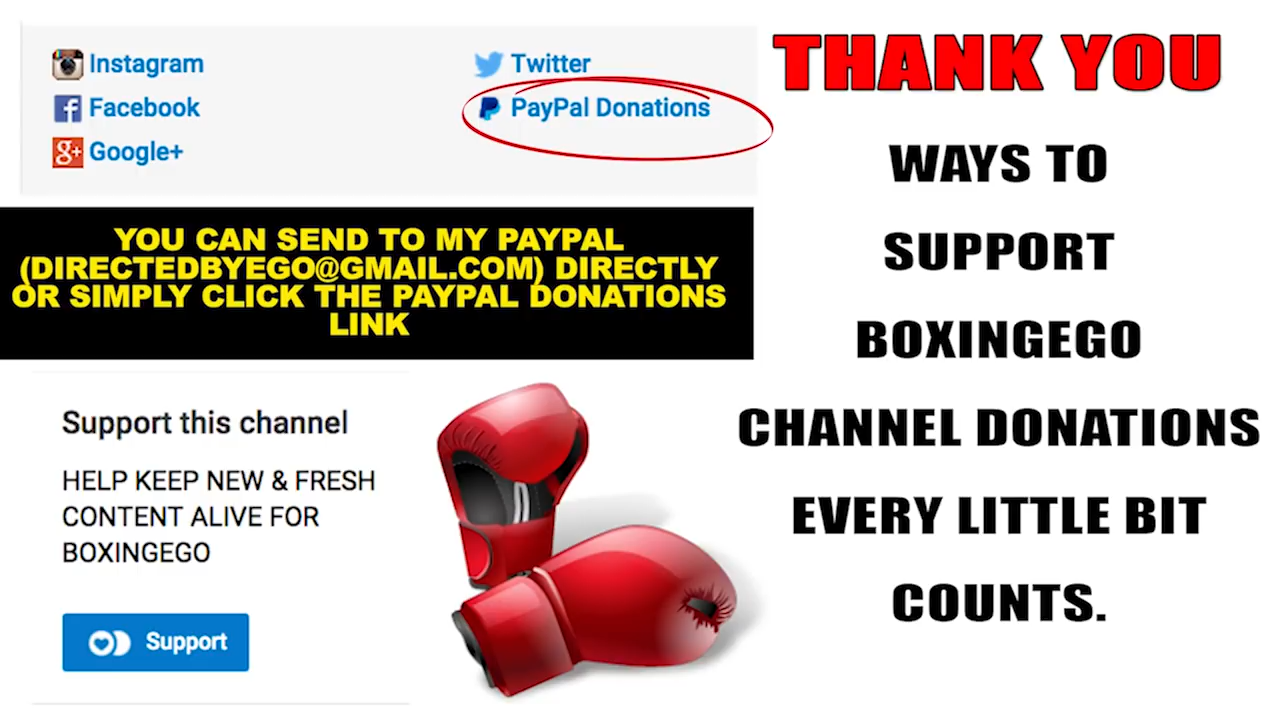 Instagram
Twitter
Facebook
PayPal Donations
Google+
YOU CAN SEND TO MY PAYPAL
(DIRECTEDBYEGO@GMAIL.COM) DIRECTLY
OR SIMPLY CLICK THE PAYPAL DONATIONS
LINK
Support this channel
HELP KEEP NEW & FRESH
CONTENT ALIVE FOR
BOXINGEGO
Support
THANK YOU
WAYS TO
SUPPORT
BOXINGEGO
CHANNEL DONATIONS
EVERY LITTLE BIT
COUNTS.